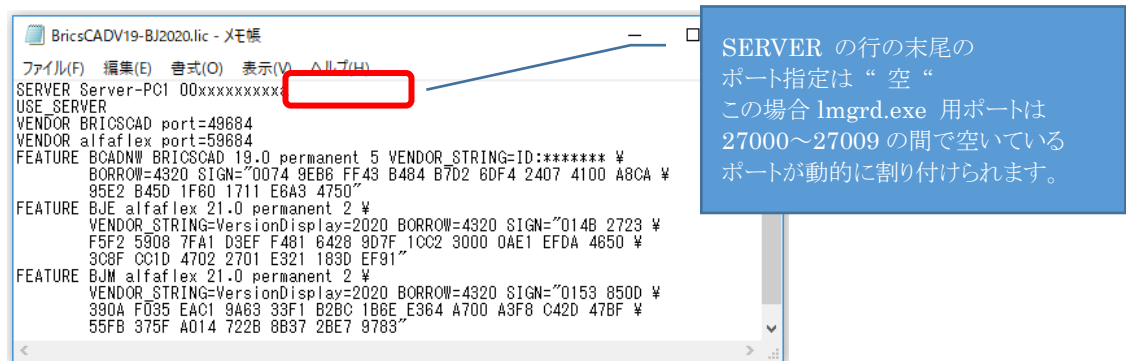 BricsCADV19-BJ2020.lic - メモ帳
ファイル(F) 編集(E) 書式(O) 表示(V) ヘルプ(H)
SERVER Server-PC1 00xxxxxxxxxx
USE_SERVER
VENDOR BRICSCAD port=49684
VENDOR alfaflex port=59684
FEATURE BCADNW BRICSCAD 19.0 permanent 5 VENDOR_STRING=ID:******* ¥
BORROW=4320 SIGN="0074 9EB6 FF43 B484 B7D2 6DF4 2407 4100 A8CA ¥
95E2 B45D 1F60 1711 E6A3 4750"
FEATURE BJE alfaflex 21.0 permanent 2 ¥
VENDOR_STRING=VersionDisplay=2020 BORROW=4320 SIGN="014B 2723 ¥
F5F2 5908 7FA1 D3EF F481 6428 9D7F 1CC2 3000 0AE1 EFDA 4650 ¥
3C8F CC1D 4702 2701 E321 183D EF91"
FEATURE BJM alfaflex 21.0 permanent 2 ¥
VENDOR_STRING=VersionDisplay=2020 BORROW=4320 SIGN="0153 850D ¥
390A F035 EAC1 9A63 33F1 B2BC 1B6E E364 A700 A3F8 C42D 47BF ¥
55FB 375F A014 722B 8B37 2BE7 9783"
SERVER の行の末尾の
ポート指定は “ 空 “
この場合 lmgrd.exe 用ポートは
27000～27009 の間で空いている
ポートが動的に割り付けられます。